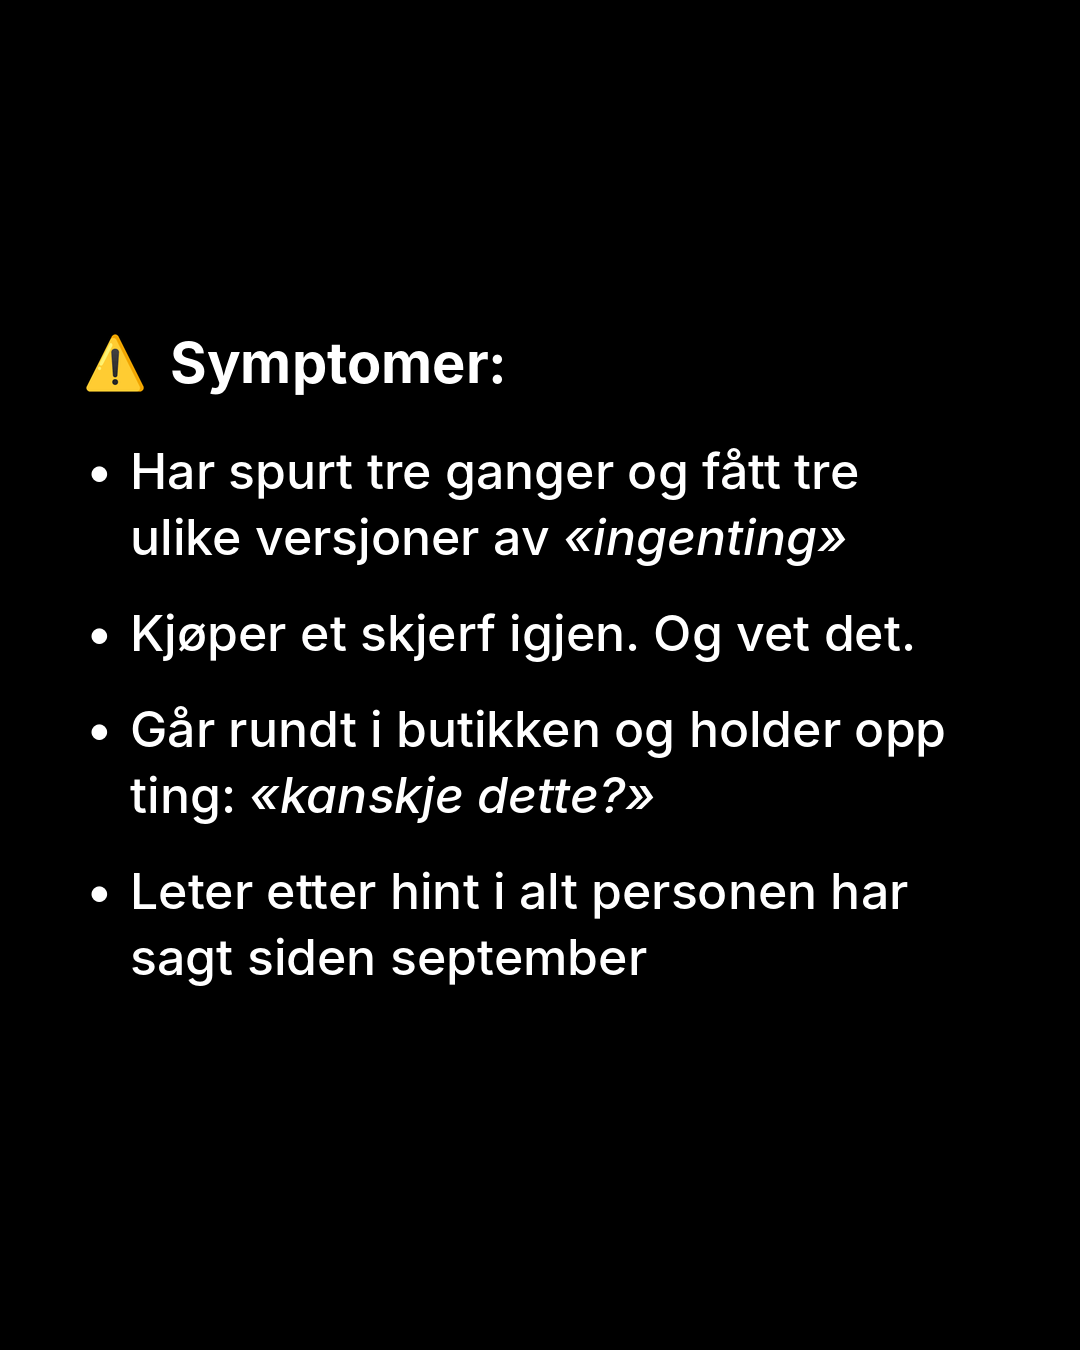 ⚠️ Symptomer:
• Har spurt tre ganger og fått tre
ulike versjoner av «ingenting»
• Kjøper et skjerf igjen. Og vet det.
• Går rundt i butikken og holder opp
ting: «kanskje dette?»
• Leter etter hint i alt personen har
sagt siden september